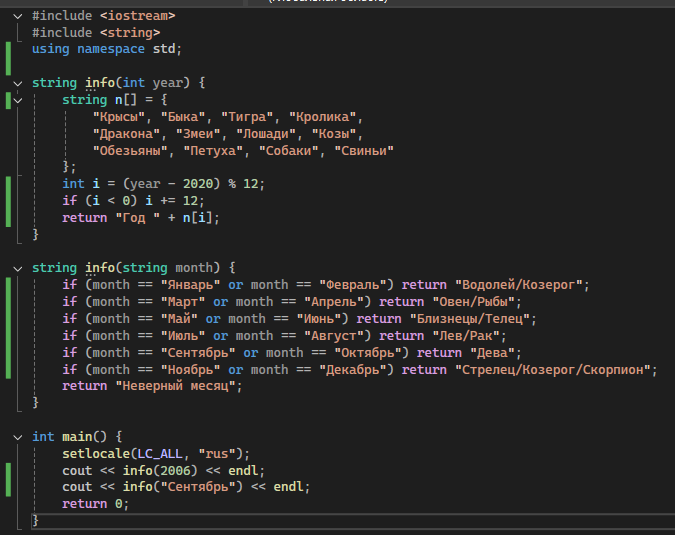 #include <iostream>
#include <string>
using namespace std;
string info(int year) {
string n[] = {
"Крысы", "Быка", "Тигра", "Кролика",
"Дракона", "Змеи", "Лошади", "Козы",
"Обезьяны", "Петуха", "Собаки", "Свиньи"
};
int i = (year - 2020) % 12;
if (i < 0) i += 12;
return "Год " + n[i];
}
string info(string month) {
if (month == "Январь" or month == "Февраль") return "Водолей/Козерог";
if (month == "Март" or month == "Апрель") return "Овен/Рыбы";
if (month == "Май" or month == "Июнь") return "Близнецы/Телец";
if (month == "Июль" or month == "Август") return "Лев/Рак";
if (month == "Сентябрь" or month == "Октябрь") return "Дева";
if (month == "Ноябрь" or month == "Декабрь") return "Стрелец/Козерог/Скорпион";
return "Неверный месяц";
}
int main() {
setlocale(LC_ALL, "rus");
cout << info(2006) << endl;
cout << info("Сентябрь") << endl;
return 0;
}